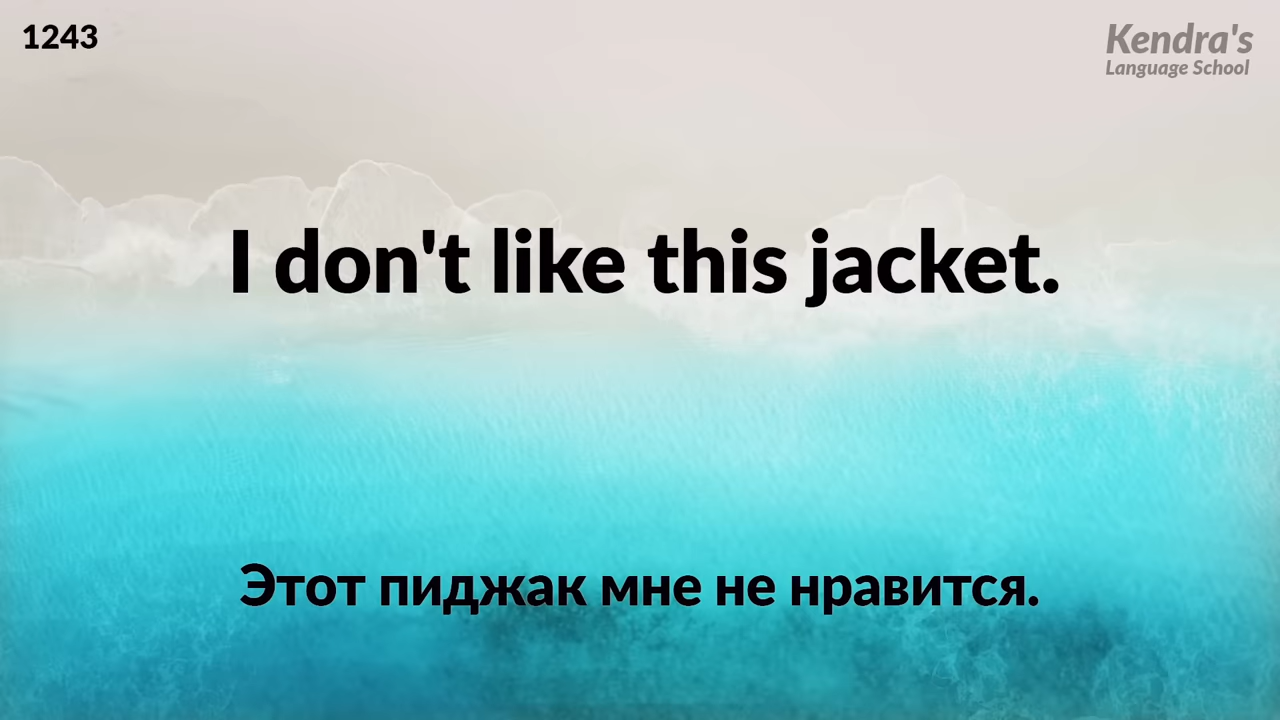 1243
Kendra's
Language School
I don't like this jacket.
Этот пиджак мне не нравится.